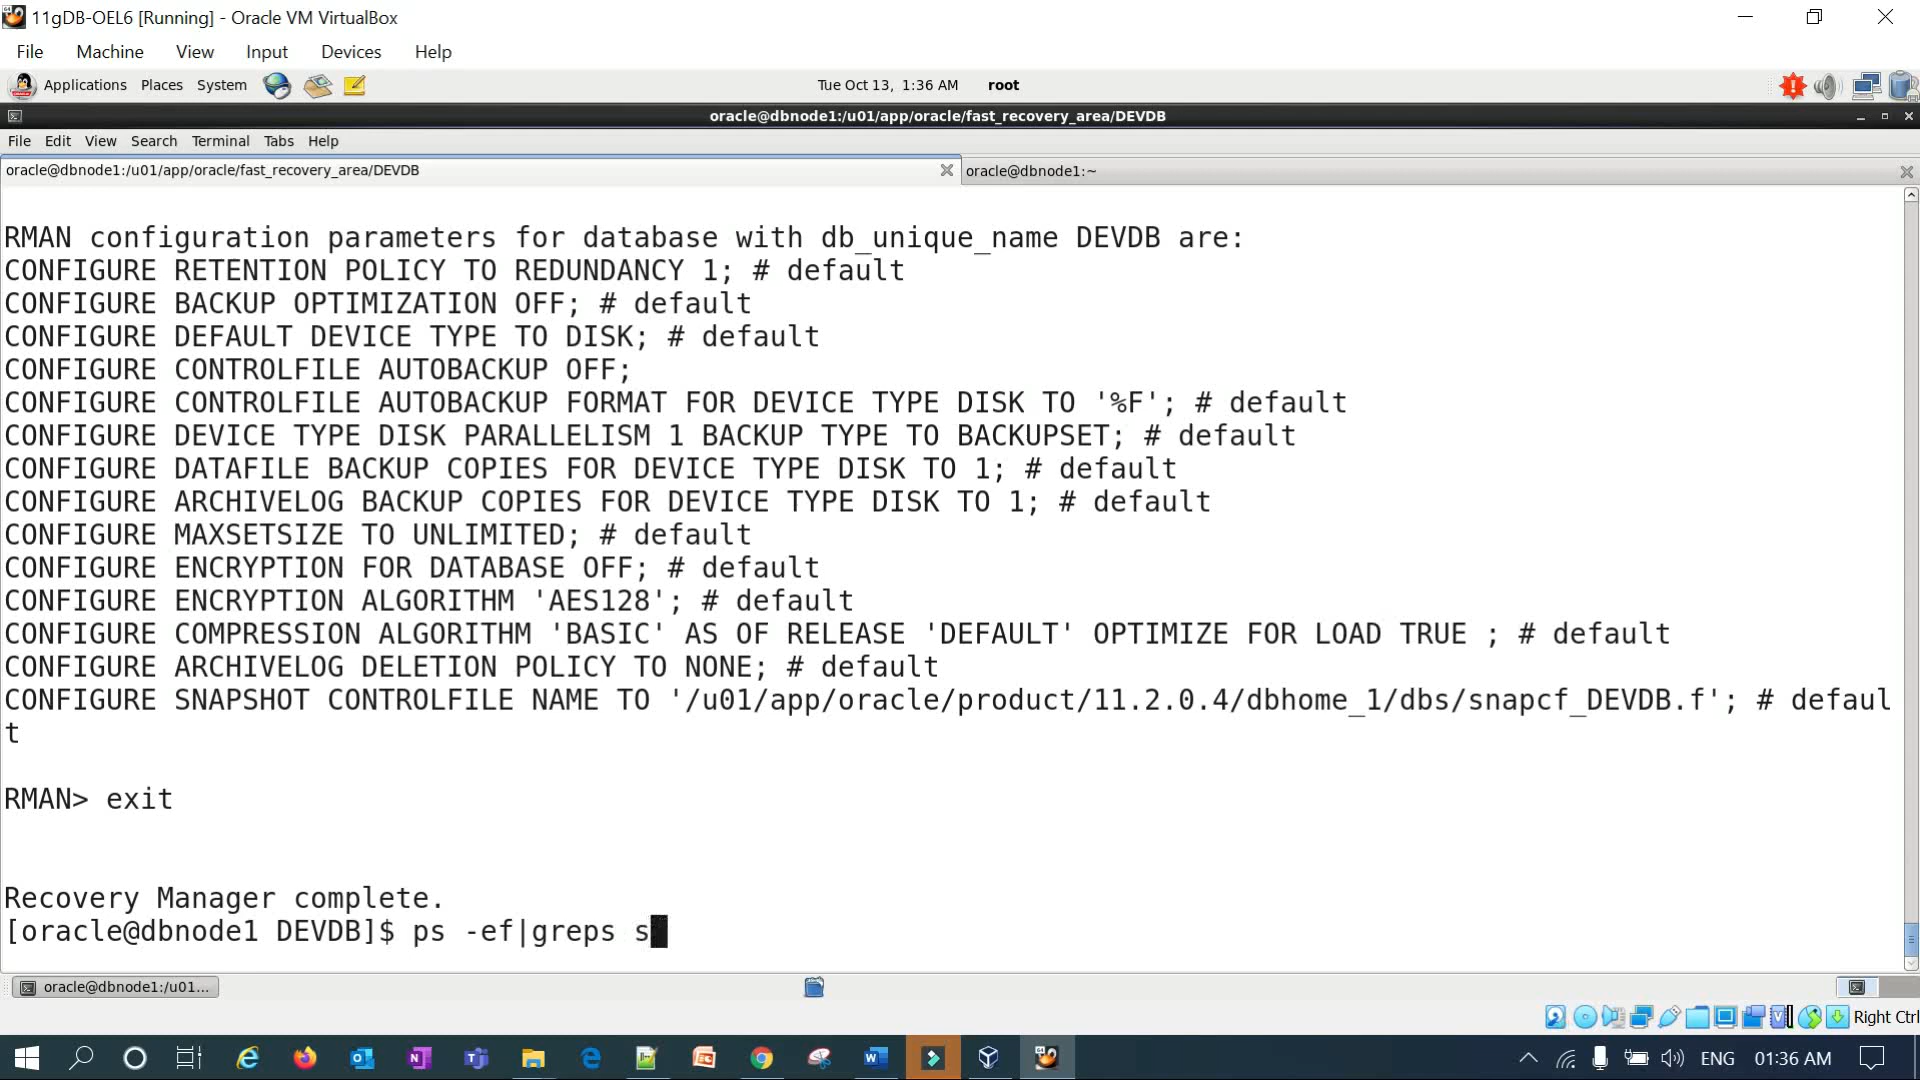 11gDB-OEL6 [Running] - Oracle VM VirtualBox
File Machine View Input Devices Help
Applications Places System Tue Oct 13, 1:36 AM root
oracle@dbnode1:/u01/app/oracle/fast_recovery_area/DEVDB
File Edit View Search Terminal Tabs Help
oracle@dbnode1:/u01/app/oracle/fast_recovery_area/DEVDB oracle@dbnode1:~
RMAN configuration parameters for database with db_unique_name DEVDB are:
CONFIGURE RETENTION POLICY TO REDUNDANCY 1; # default
CONFIGURE BACKUP OPTIMIZATION OFF; # default
CONFIGURE DEFAULT DEVICE TYPE TO DISK; # default
CONFIGURE CONTROLFILE AUTOBACKUP OFF;
CONFIGURE CONTROLFILE AUTOBACKUP FORMAT FOR DEVICE TYPE DISK TO '%F'; # default
CONFIGURE DEVICE TYPE DISK PARALLELISM 1 BACKUP TYPE TO BACKUPSET; # default
CONFIGURE DATAFILE BACKUP COPIES FOR DEVICE TYPE DISK TO 1; # default
CONFIGURE ARCHIVELOG BACKUP COPIES FOR DEVICE TYPE DISK TO 1; # default
CONFIGURE MAXSETSIZE TO UNLIMITED; # default
CONFIGURE ENCRYPTION FOR DATABASE OFF; # default
CONFIGURE ENCRYPTION ALGORITHM 'AES128'; # default
CONFIGURE COMPRESSION ALGORITHM 'BASIC' AS OF RELEASE 'DEFAULT' OPTIMIZE FOR LOAD TRUE ; # default
CONFIGURE ARCHIVELOG DELETION POLICY TO NONE; # default
CONFIGURE SNAPSHOT CONTROLFILE NAME TO '/u01/app/oracle/product/11.2.0.4/dbhome_1/dbs/snapcf_DEVDB.f'; # defaul
t
RMAN> exit
Recovery Manager complete.
[oracle@dbnode1 DEVDB]$ ps -ef|greps s
oracle@dbnode1:/u01...
Right Ctrl
ENG 01:36 AM